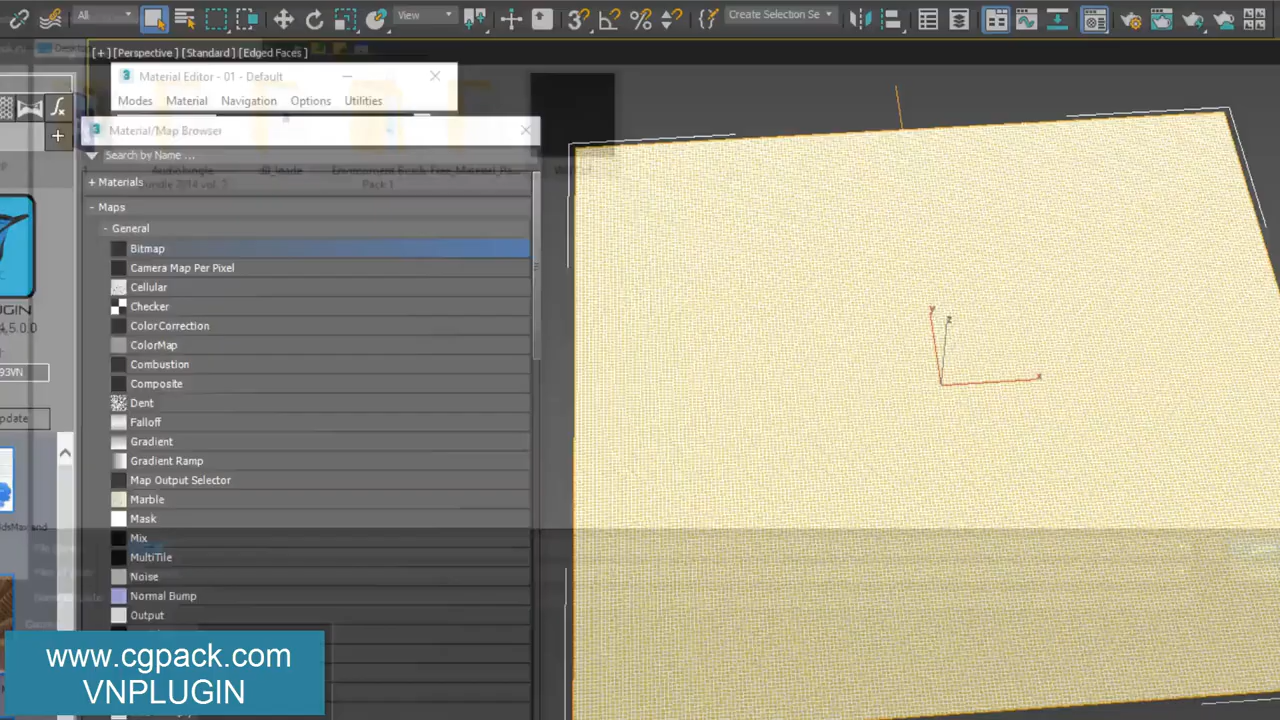 All
View
Create Selection Se
[+][Perspective][Standard][Edged Faces]
Material Editor - 01 - Default
Modes Material Navigation Options Utilities
Material/Map Browser
Search by Name ...
Pack 1
+ Materials
- Maps
- General
Bitmap
Camera Map Per Pixel
Cellular
Checker
ColorCorrection
ColorMap
Combustion
Composite
Dent
Falloff
Gradient
Gradient Ramp
Map Output Selector
Marble
Mask
Mix
MultiTile
Noise
Normal Bump
Output
y
z
x
www.cgpack.com
VNPLUGIN